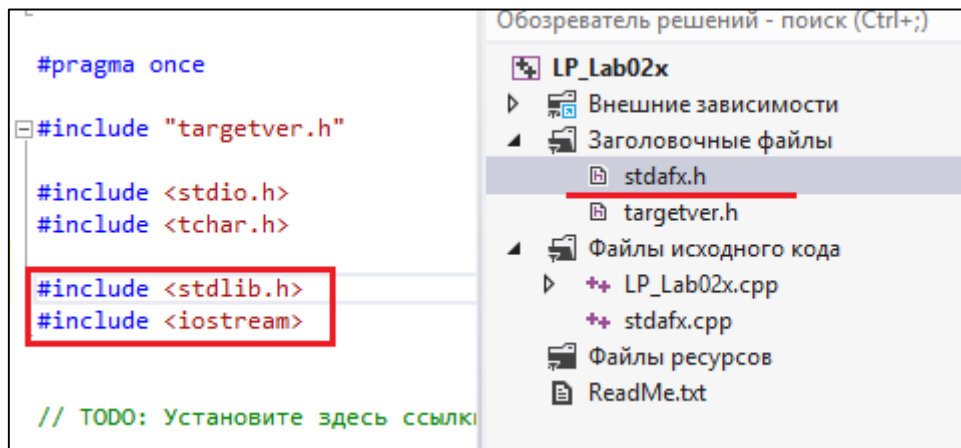 #pragma once
#include "targetver.h"
#include <stdio.h>
#include <tchar.h>
#include <stdlib.h>
#include <iostream>
// TODO: Установите здесь ссылки
Обозреватель решений - поиск (Ctrl+;)
LP_Lab02x
Внешние зависимости
Заголовочные файлы
stdafx.h
targetver.h
Файлы исходного кода
LP_Lab02x.cpp
stdafx.cpp
Файлы ресурсов
ReadMe.txt